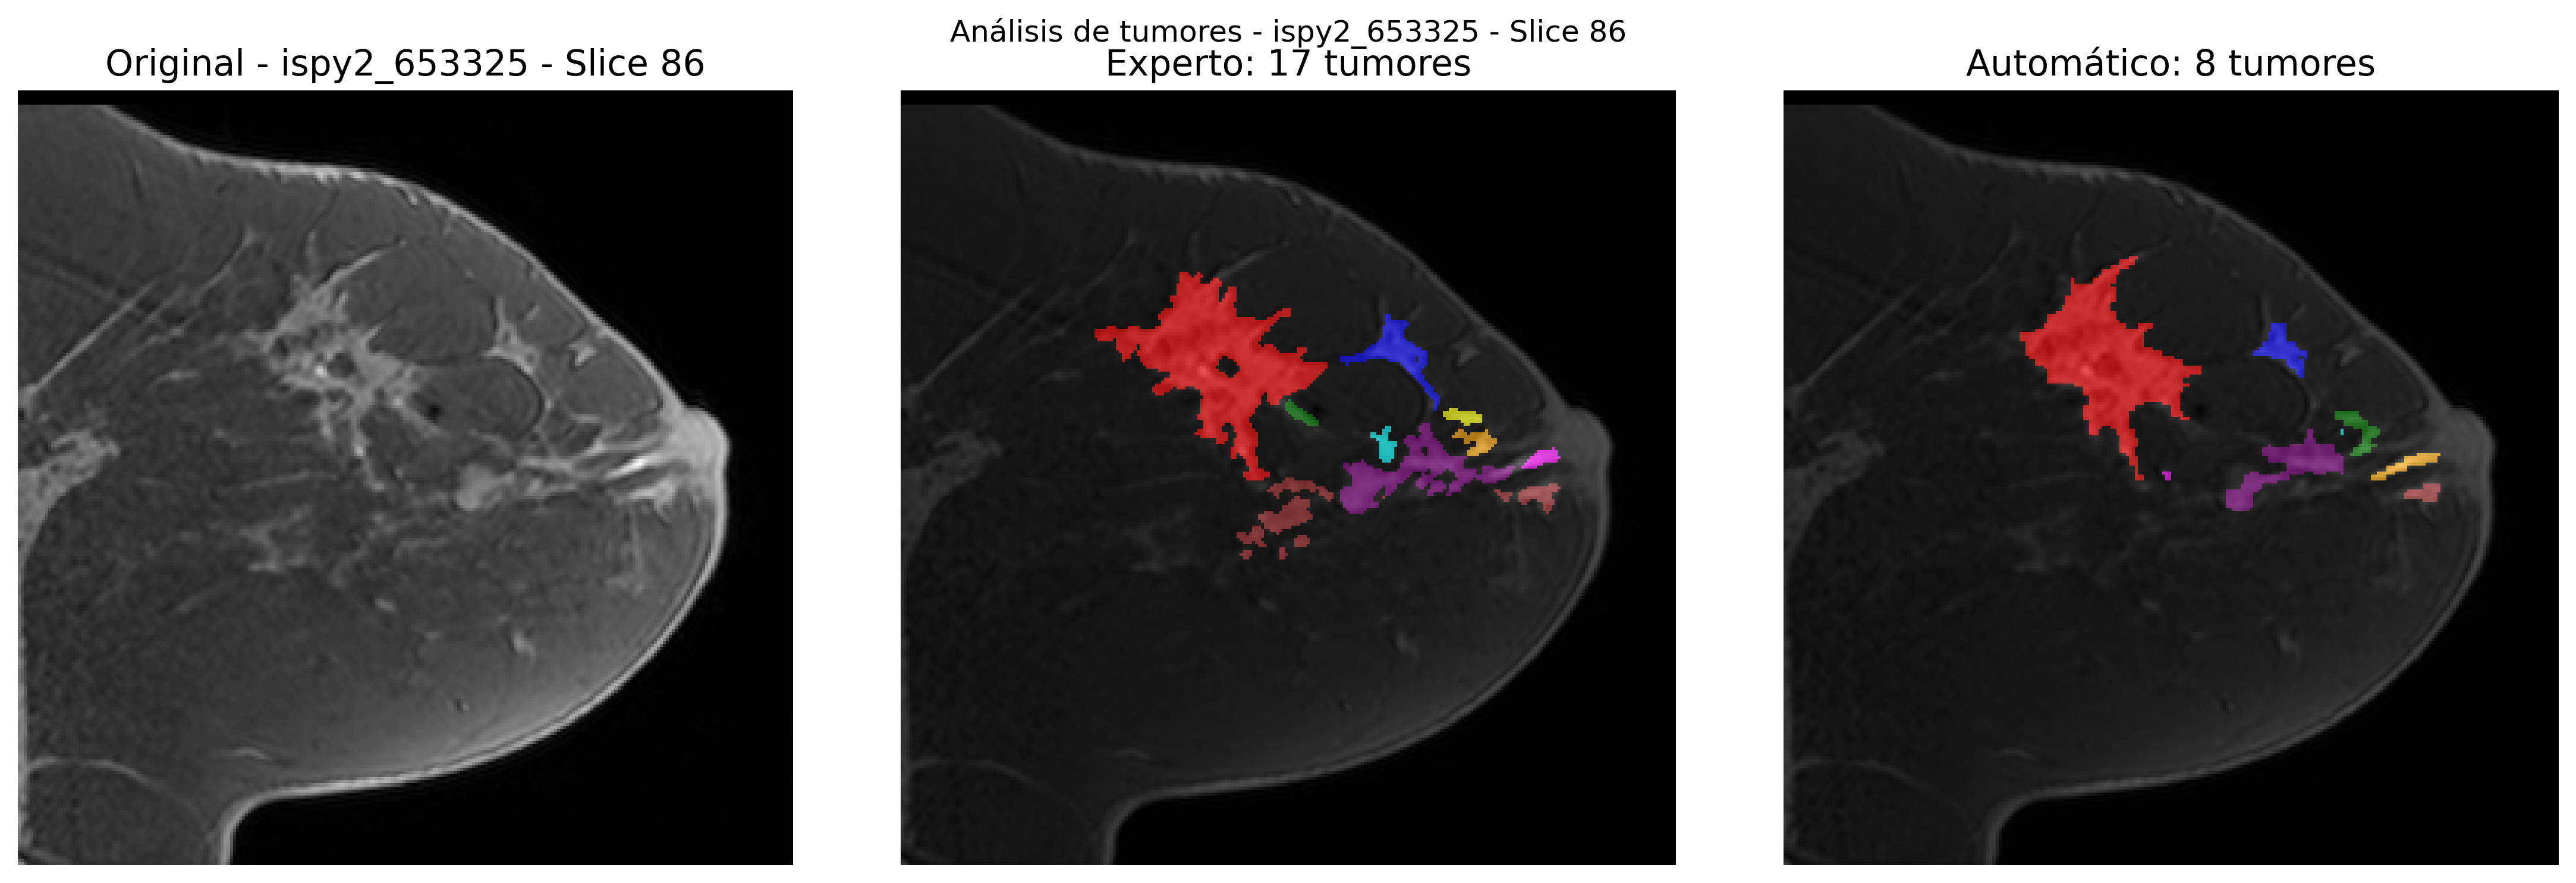 Análisis de tumores - ispy2_653325 - Slice 86
Original - ispy2_653325 - Slice 86
Experto: 17 tumores
Automático: 8 tumores